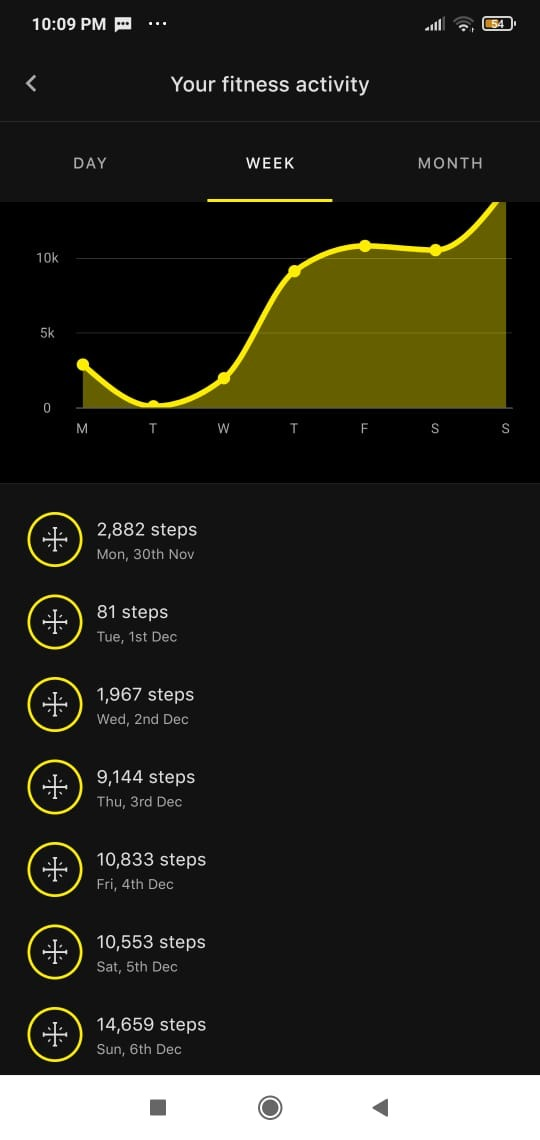 10:09 PM ...
54
Your fitness activity
DAY WEEK MONTH
10k
5k
0
M T W T F S S
2,882 steps
Mon, 30th Nov
81 steps
Tue, 1st Dec
1,967 steps
Wed, 2nd Dec
9,144 steps
Thu, 3rd Dec
10,833 steps
Fri, 4th Dec
10,553 steps
Sat, 5th Dec
14,659 steps
Sun, 6th Dec